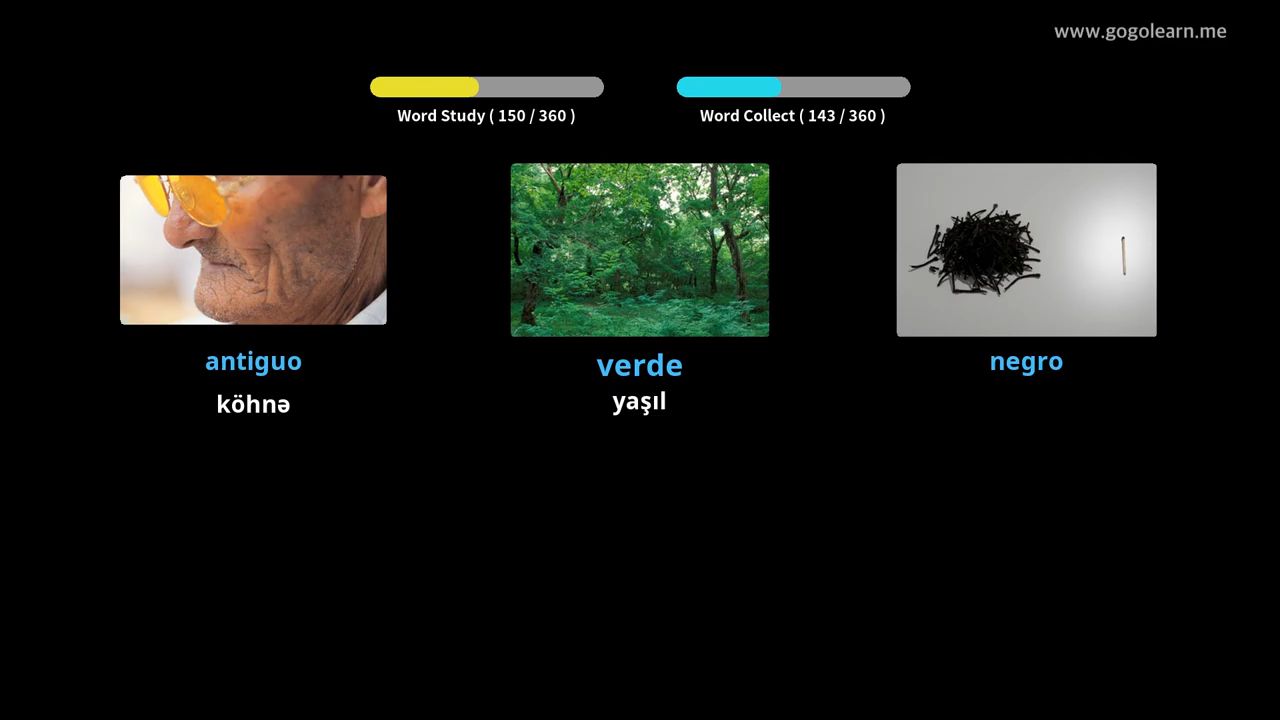 www.gogolearn.me
Word Study ( 150 / 360 )
Word Collect ( 143 / 360 )
antiguo
köhnə
verde
yaşıl
negro